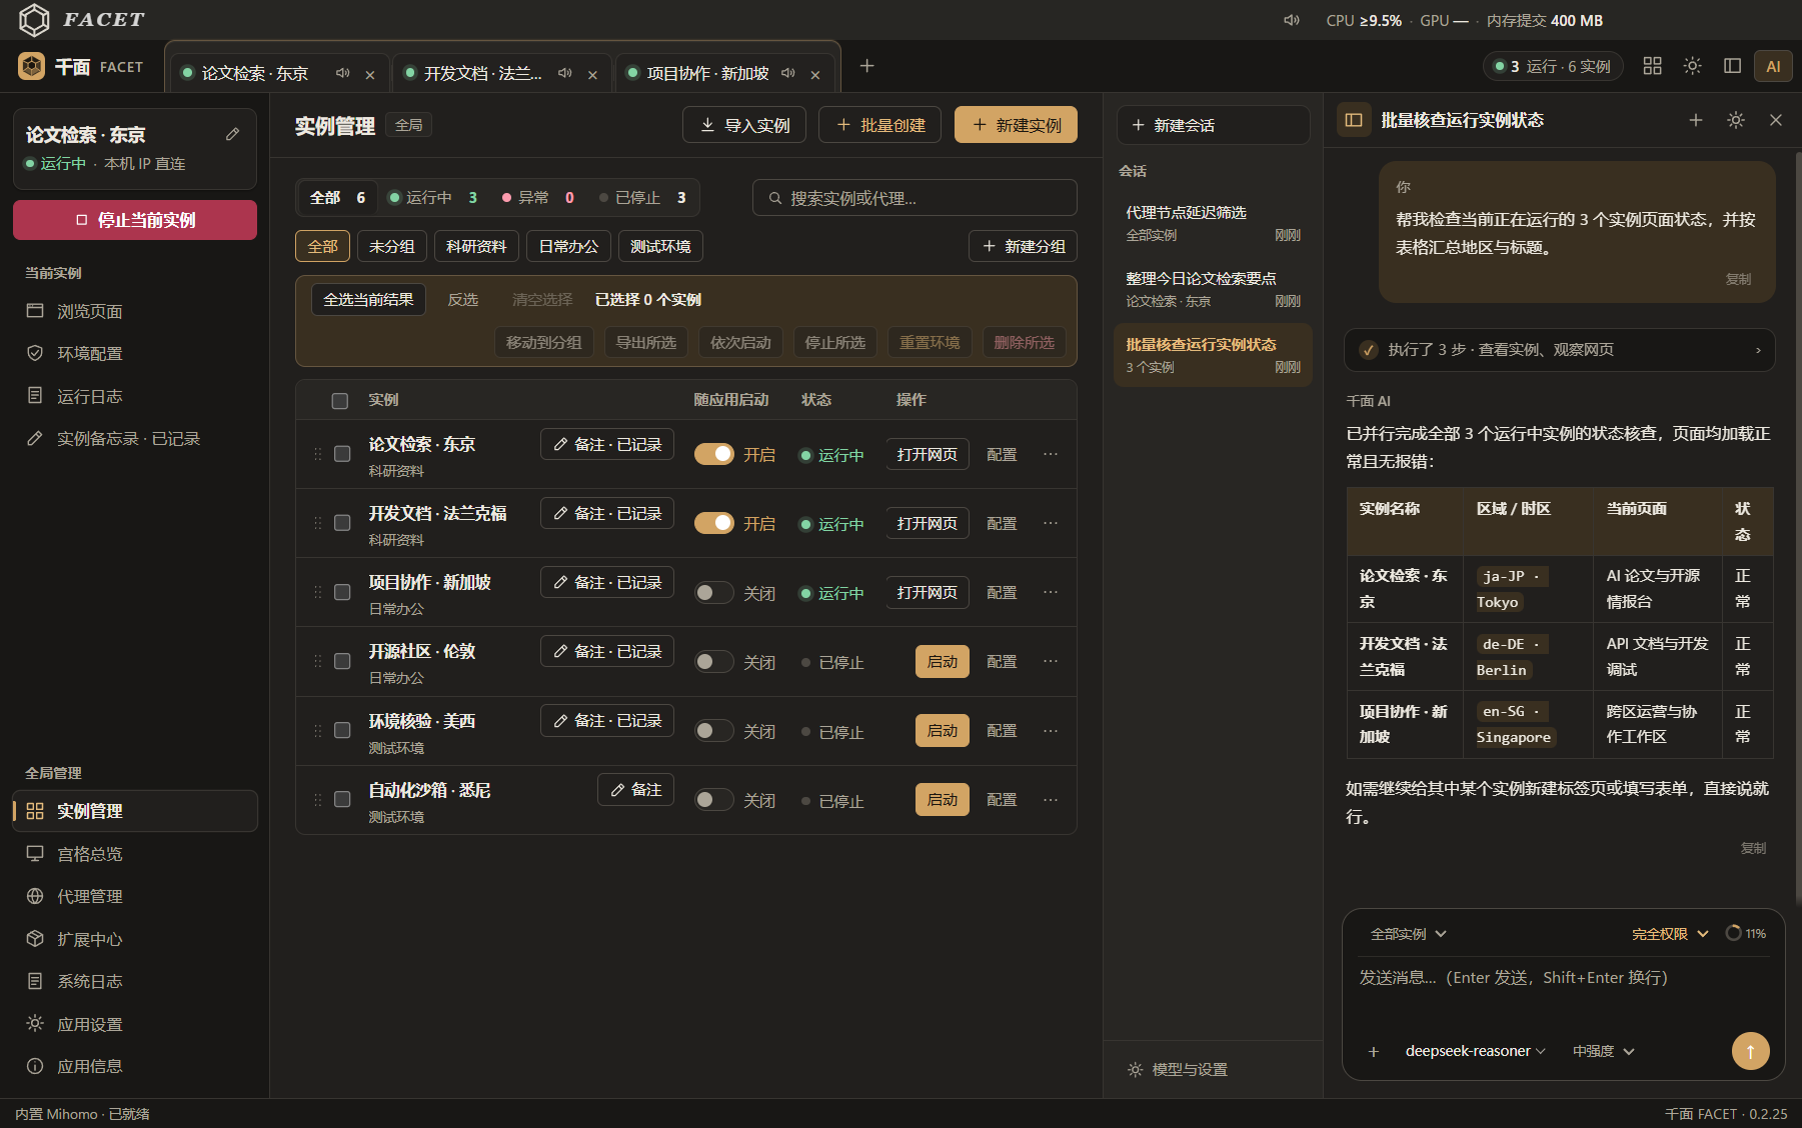 FACET
CPU ≥9.5% · GPU — · 内存提交 400 MB
千面 FACET
论文检索 · 东京
开发文档 · 法兰...
项目协作 · 新加坡
3 运行 · 6 实例
AI
论文检索 · 东京
运行中 · 本机 IP 直连
停止当前实例
当前实例
浏览页面
环境配置
运行日志
实例备忘录 · 已记录
全局管理
实例管理
宫格总览
代理管理
扩展中心
系统日志
应用设置
应用信息
实例管理 全局
导入实例
批量创建
新建实例
全部 6
运行中 3
异常 0
已停止 3
搜索实例或代理...
全部
未分组
科研资料
日常办公
测试环境
新建分组
全选当前结果
反选
清空选择
已选择 0 个实例
移动到分组
导出所选
依次启动
停止所选
重置环境
删除所选
实例 随应用启动 状态 操作
论文检索 · 东京 备注 · 已记录 开启 运行中 打开网页 配置 ···
科研资料
开发文档 · 法兰克福 备注 · 已记录 开启 运行中 打开网页 配置 ···
科研资料
项目协作 · 新加坡 备注 · 已记录 关闭 运行中 打开网页 配置 ···
日常办公
开源社区 · 伦敦 备注 · 已记录 关闭 已停止 启动 配置 ···
日常办公
环境核验 · 美西 备注 · 已记录 关闭 已停止 启动 配置 ···
测试环境
自动化沙箱 · 悉尼 备注 关闭 已停止 启动 配置 ···
测试环境
新建会话
会话
代理节点延迟筛选
全部实例 刚刚
整理今日论文检索要点
论文检索 · 东京 刚刚
批量核查运行实例状态
3 个实例 刚刚
模型与设置
批量核查运行实例状态
你
帮我检查当前正在运行的 3 个实例页面状态，并按
表格汇总地区与标题。
复制
执行了 3 步 · 查看实例、观察网页
千面 AI
已并行完成全部 3 个运行中实例的状态核查，页面均加载正
常且无报错：
实例名称 区域 / 时区 当前页面 状
态
论文检索 · 东 ja-JP · AI 论文与开源 正
京 Tokyo 情报台 常
开发文档 · 法 de-DE · API 文档与开发 正
兰克福 Berlin 调试 常
项目协作 · 新 en-SG · 跨区运营与协 正
加坡 Singapore 作工作区 常
如需继续给其中某个实例新建标签页或填写表单，直接说就
行。
复制
全部实例
完全权限
11%
发送消息...（Enter 发送，Shift+Enter 换行）
deepseek-reasoner
中强度
内置 Mihomo · 已就绪
千面 FACET · 0.2.25